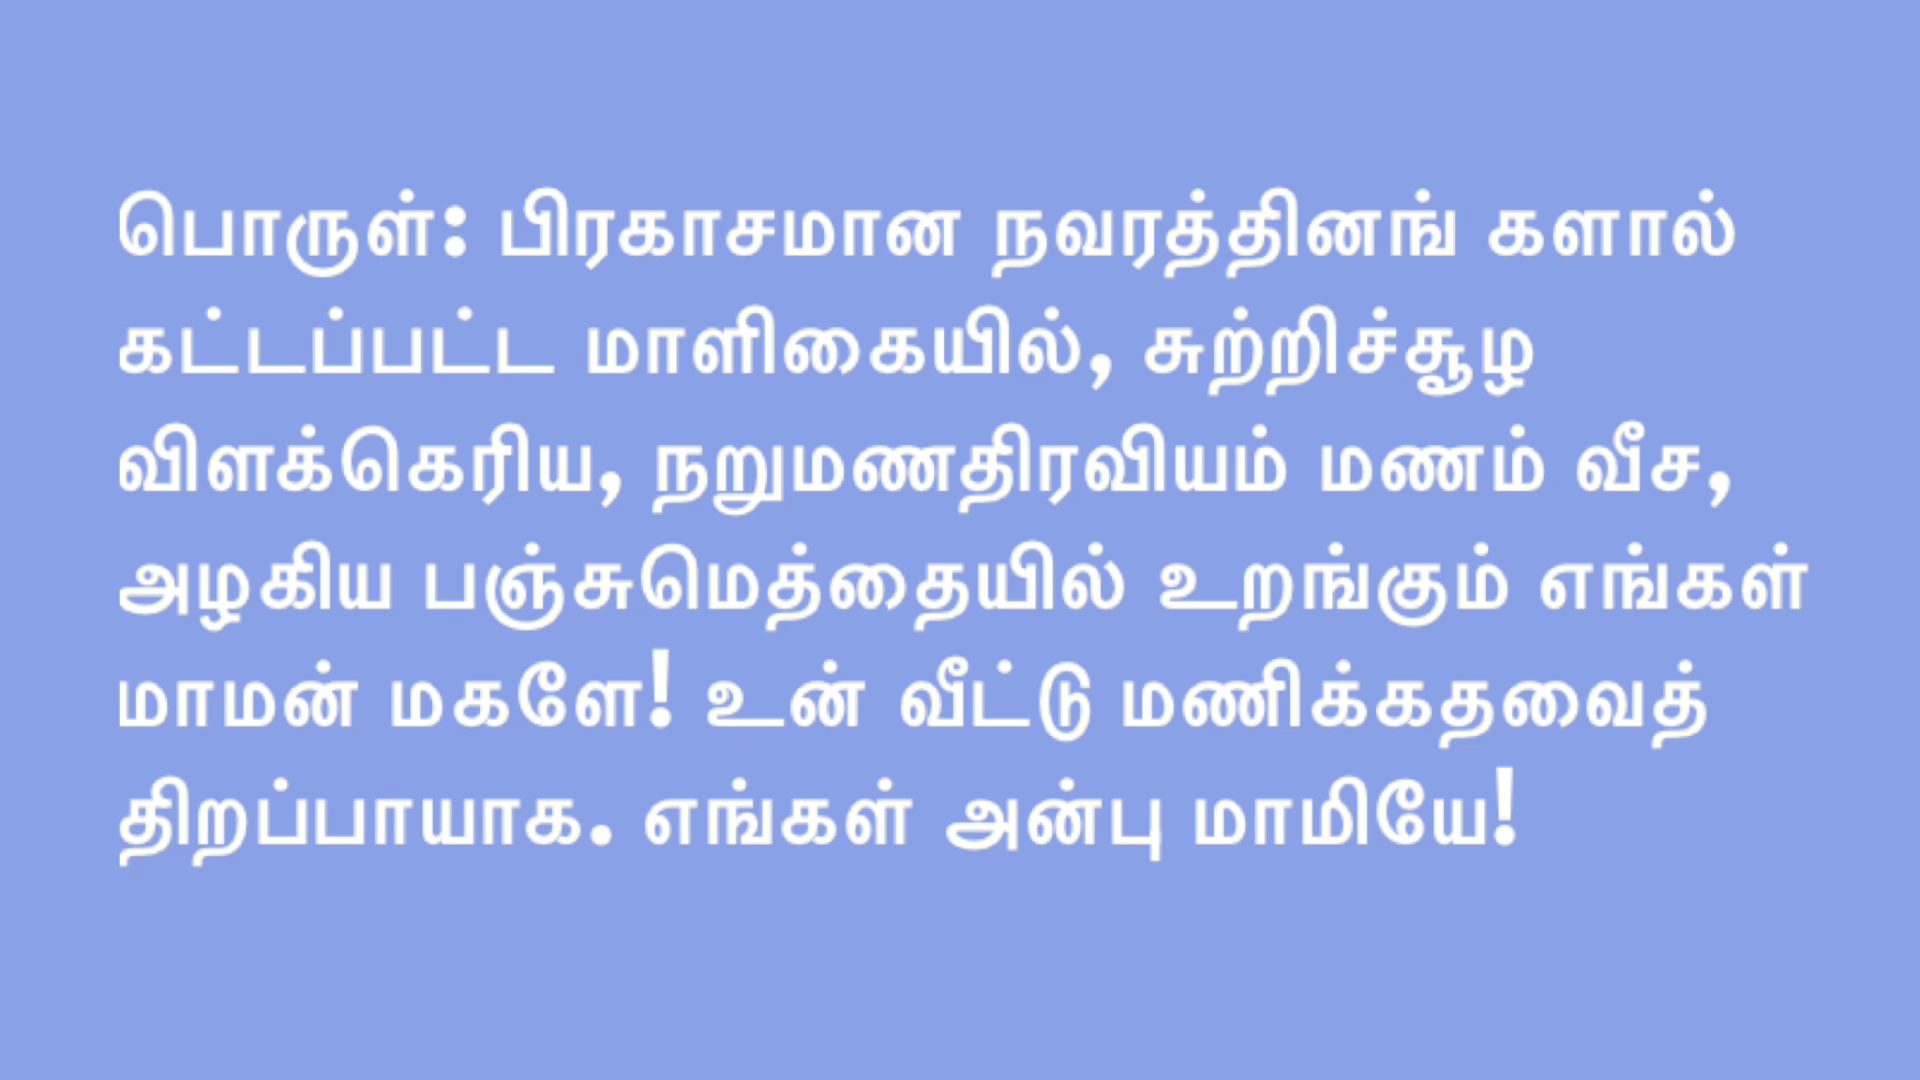 பொருள்: பிரகாசமான நவரத்தினங் களால்
கட்டப்பட்ட மாளிகையில், சுற்றிச்சூழ
விளக்கெரிய, நறுமணதிரவியம் மணம் வீச,
அழகிய பஞ்சுமெத்தையில் உறங்கும் எங்கள்
மாமன் மகளே! உன் வீட்டு மணிக்கதவைத்
திறப்பாயாக. எங்கள் அன்பு மாமியே!